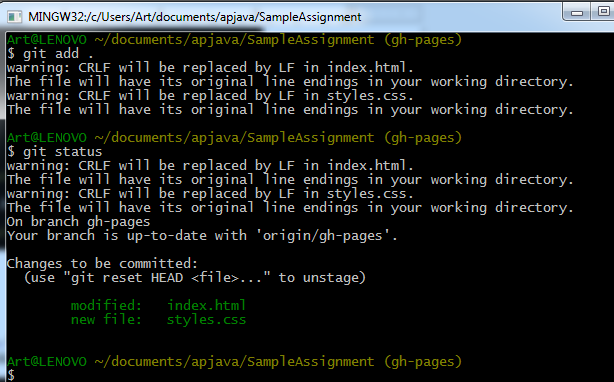 MINGW32:/c/Users/Art/documents/apjava/SampleAssignment
Art@LENOVO ~/documents/apjava/SampleAssignment (gh-pages)
$ git add .
warning: CRLF will be replaced by LF in index.html.
The file will have its original line endings in your working directory.
warning: CRLF will be replaced by LF in styles.css.
The file will have its original line endings in your working directory.
Art@LENOVO ~/documents/apjava/SampleAssignment (gh-pages)
$ git status
warning: CRLF will be replaced by LF in index.html.
The file will have its original line endings in your working directory.
warning: CRLF will be replaced by LF in styles.css.
The file will have its original line endings in your working directory.
On branch gh-pages
Your branch is up-to-date with 'origin/gh-pages'.
Changes to be committed:
(use "git reset HEAD <file>..." to unstage)
modified: index.html
new file: styles.css
Art@LENOVO ~/documents/apjava/SampleAssignment (gh-pages)
$